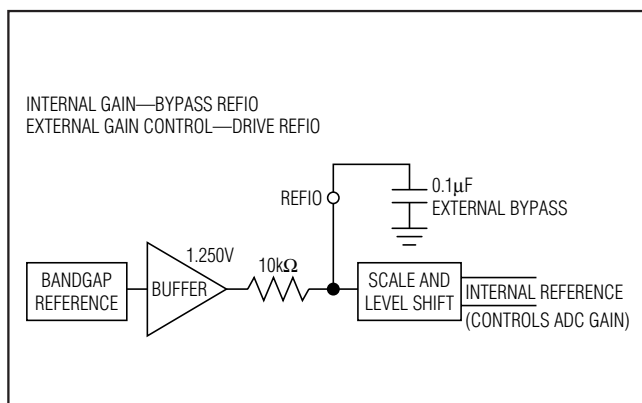 INTERNAL GAIN—BYPASS REFIO
EXTERNAL GAIN CONTROL—DRIVE REFIO
REFIO
0.1μF
EXTERNAL BYPASS
1.250V
10kΩ
BANDGAP
REFERENCE
BUFFER
SCALE AND
LEVEL SHIFT
INTERNAL REFERENCE
(CONTROLS ADC GAIN)